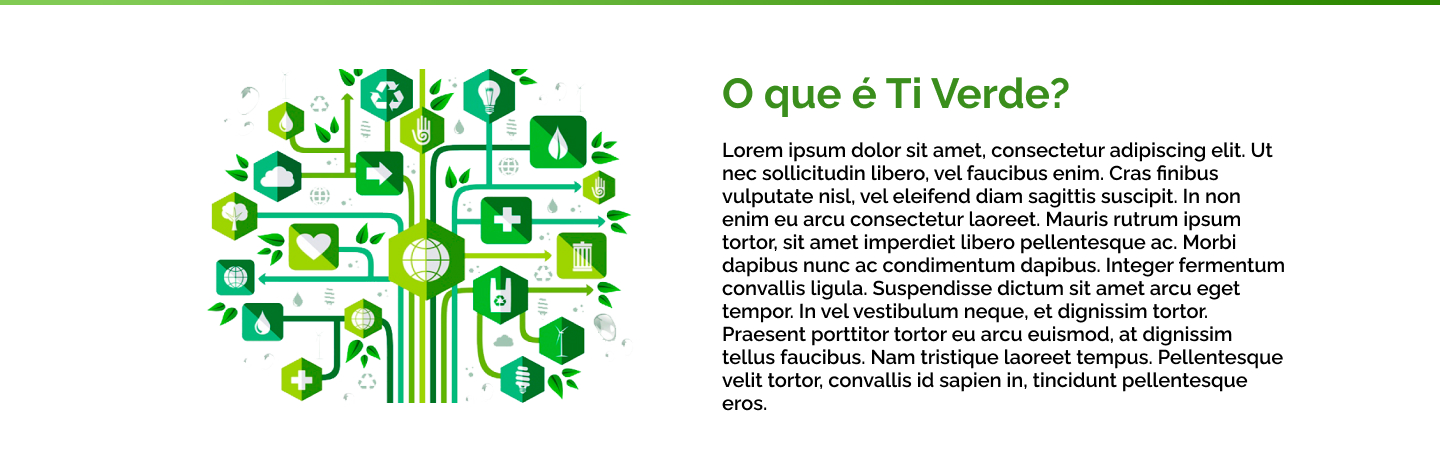 O que é Ti Verde?
Lorem ipsum dolor sit amet, consectetur adipiscing elit. Ut
nec sollicitudin libero, vel faucibus enim. Cras finibus
vulputate nisl, vel eleifend diam sagittis suscipit. In non
enim eu arcu consectetur laoreet. Mauris rutrum ipsum
tortor, sit amet imperdiet libero pellentesque ac. Morbi
dapibus nunc ac condimentum dapibus. Integer fermentum
convallis ligula. Suspendisse dictum sit amet arcu eget
tempor. In vel vestibulum neque, et dignissim tortor.
Praesent porttitor tortor eu arcu euismod, at dignissim
tellus faucibus. Nam tristique laoreet tempus. Pellentesque
velit tortor, convallis id sapien in, tincidunt pellentesque
eros.